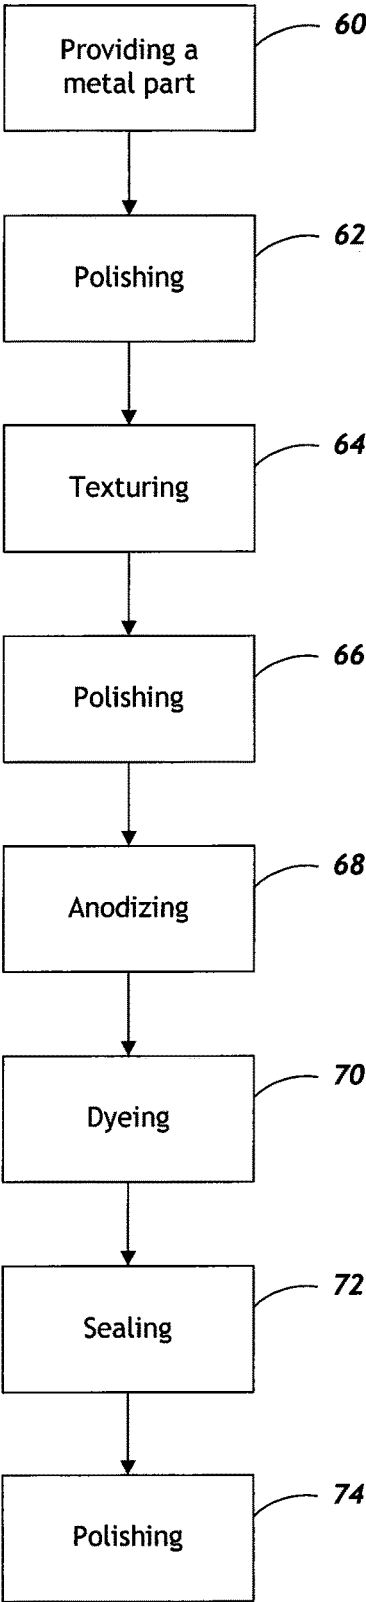 60
Providing a
metal part
62
Polishing
64
Texturing
66
Polishing
68
Anodizing
70
Dyeing
72
Sealing
74
Polishing